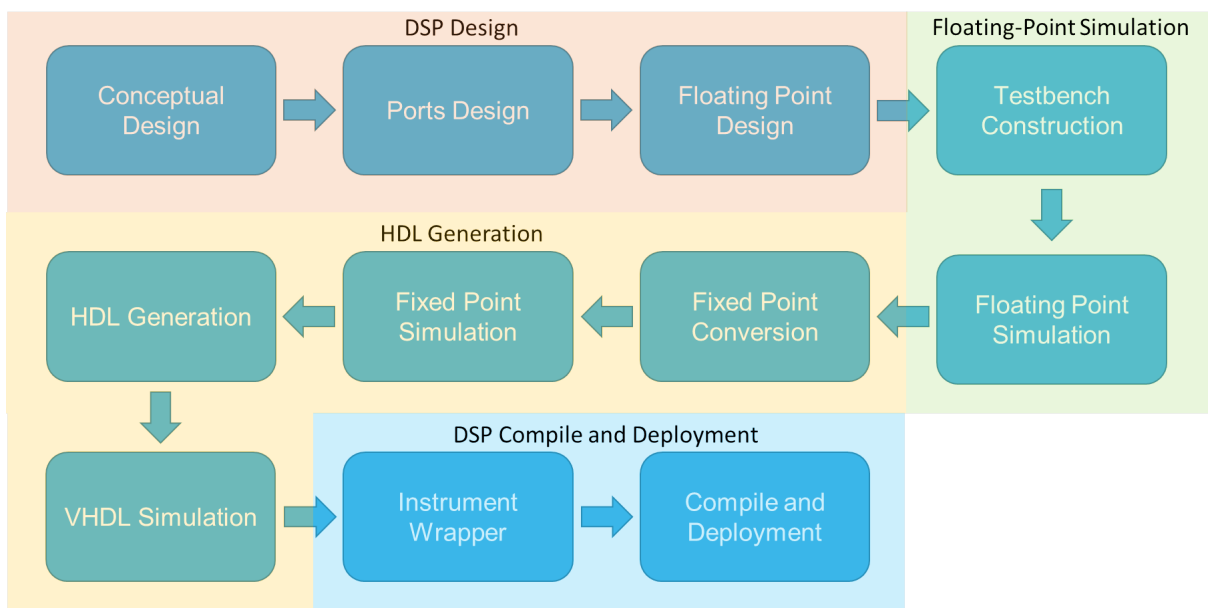 DSP Design
Floating-Point Simulation
Conceptual
Design
Ports Design
Floating Point
Design
Testbench
Construction
HDL Generation
HDL Generation
Fixed Point
Simulation
Fixed Point
Conversion
Floating Point
Simulation
DSP Compile and Deployment
VHDL Simulation
Instrument
Wrapper
Compile and
Deployment